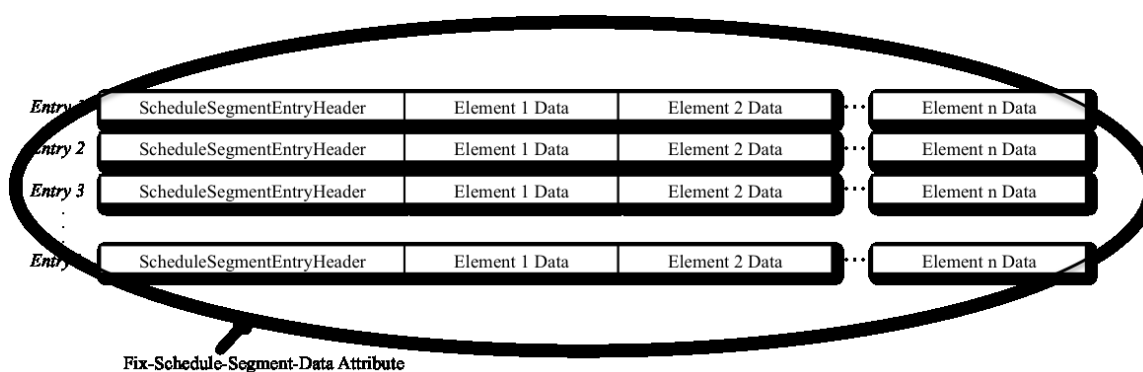 Entry ScheduleSegmentEntryHeader Element 1 Data Element 2 Data ... Element n Data
Entry 2 ScheduleSegmentEntryHeader Element 1 Data Element 2 Data ... Element n Data
Entry 3 ScheduleSegmentEntryHeader Element 1 Data Element 2 Data ... Element n Data
Entry ScheduleSegmentEntryHeader Element 1 Data Element 2 Data ... Element n Data
Fix-Schedule-Segment-Data Attribute